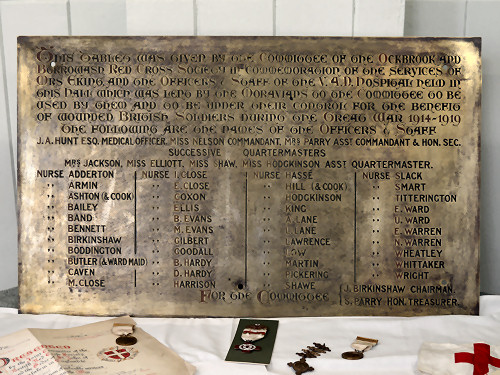 THIS TABLET WAS GIVEN BY THE COMMITTEE OF THE OCKBROOK AND
BORROWASH RED CROSS SOCIETY IN COMMEMORATION OF THE SERVICES OF
MRS EKING, AND THE OFFICERS & STAFF OF THE V.A.D. HOSPITAL HELD IN
THIS HALL WHICH WAS LENT BY THE MORAVIANS TO THE COMMITTEE TO BE
USED BY THEM AND TO BE UNDER THEIR CONTROL FOR THE BENEFIT
OF WOUNDED BRITISH SOLDIERS DURING THE GREAT WAR 1914-1919
THE FOLLOWING ARE THE NAMES OF THE OFFICERS & STAFF
J.A. HUNT ESQ. MEDICAL OFFICER. MISS NELSON COMMANDANT, MRS PARRY ASST COMMANDANT & HON. SEC.
SUCCESSIVE QUARTERMASTERS
MRS JACKSON, MISS ELLIOTT, MISS SHAW, MISS HODGKINSON ASST QUARTERMASTER.
NURSE ADDERTON NURSE I. CLOSE NURSE HASSÉ NURSE SLACK
" ARMIN " E. CLOSE " HILL (& COOK) " SMART
" ASHTON (& COOK) " COXON " HODGKINSON " TITTERINGTON
" BAILEY " ELLIS " KING " E. WARD
" BAND " B. EVANS " A. LANE " U. WARD
" BENNETT " M. EVANS " LANE " E. WARREN
" BIRKINSHAW " GILBERT " LAWRENCE " N. WARREN
" BODDINGTON " GOODALL " LOW " WHEATLEY
" BUTLER (& WARD MAID) " B. HARDY " MARTIN " WHITTAKER
" CAVEN " D. HARDY " PICKERING " WRIGHT
" M. CLOSE " HARRISON " SHAWE J. BIRKINSHAW CHAIRMAN.
FOR THE COMMITTEE S. PARRY HON. TREASURER.